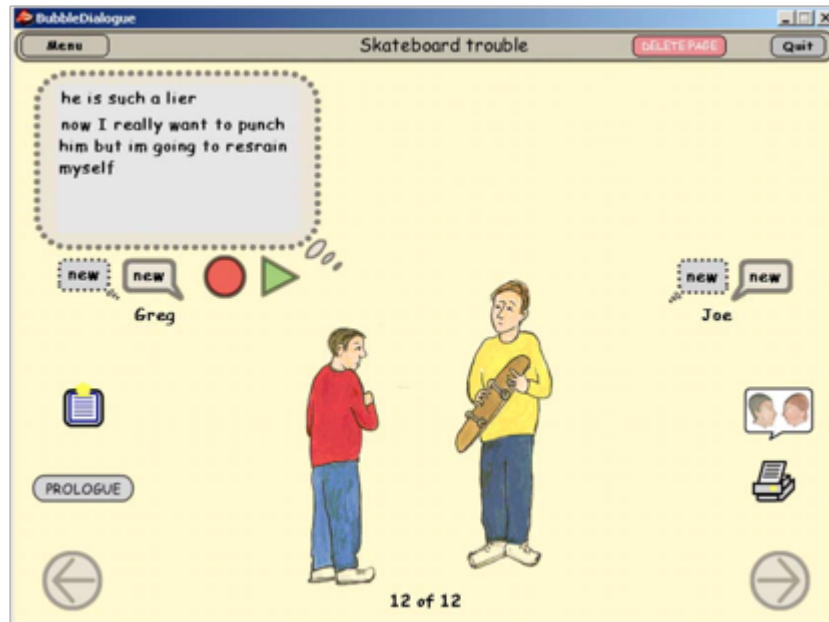 BubbleDialogue
Menu
Skateboard trouble
DELETE PAGE
Quit
he is such a lier
now I really want to punch
him but im going to resrain
myself
new
new
Greg
new
new
Joe
PROLOGUE
12 of 12